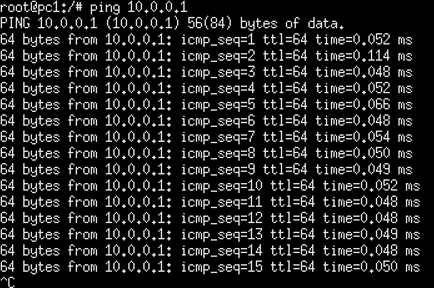 root@pc1:/# ping 10.0.0.1
PING 10.0.0.1 (10.0.0.1) 56(84) bytes of data.
64 bytes from 10.0.0.1: icmp_seq=1 ttl=64 time=0.052 ms
64 bytes from 10.0.0.1: icmp_seq=2 ttl=64 time=0.114 ms
64 bytes from 10.0.0.1: icmp_seq=3 ttl=64 time=0.048 ms
64 bytes from 10.0.0.1: icmp_seq=4 ttl=64 time=0.052 ms
64 bytes from 10.0.0.1: icmp_seq=5 ttl=64 time=0.066 ms
64 bytes from 10.0.0.1: icmp_seq=6 ttl=64 time=0.048 ms
64 bytes from 10.0.0.1: icmp_seq=7 ttl=64 time=0.054 ms
64 bytes from 10.0.0.1: icmp_seq=8 ttl=64 time=0.050 ms
64 bytes from 10.0.0.1: icmp_seq=9 ttl=64 time=0.049 ms
64 bytes from 10.0.0.1: icmp_seq=10 ttl=64 time=0.052 ms
64 bytes from 10.0.0.1: icmp_seq=11 ttl=64 time=0.048 ms
64 bytes from 10.0.0.1: icmp_seq=12 ttl=64 time=0.048 ms
64 bytes from 10.0.0.1: icmp_seq=13 ttl=64 time=0.049 ms
64 bytes from 10.0.0.1: icmp_seq=14 ttl=64 time=0.048 ms
64 bytes from 10.0.0.1: icmp_seq=15 ttl=64 time=0.050 ms
^C